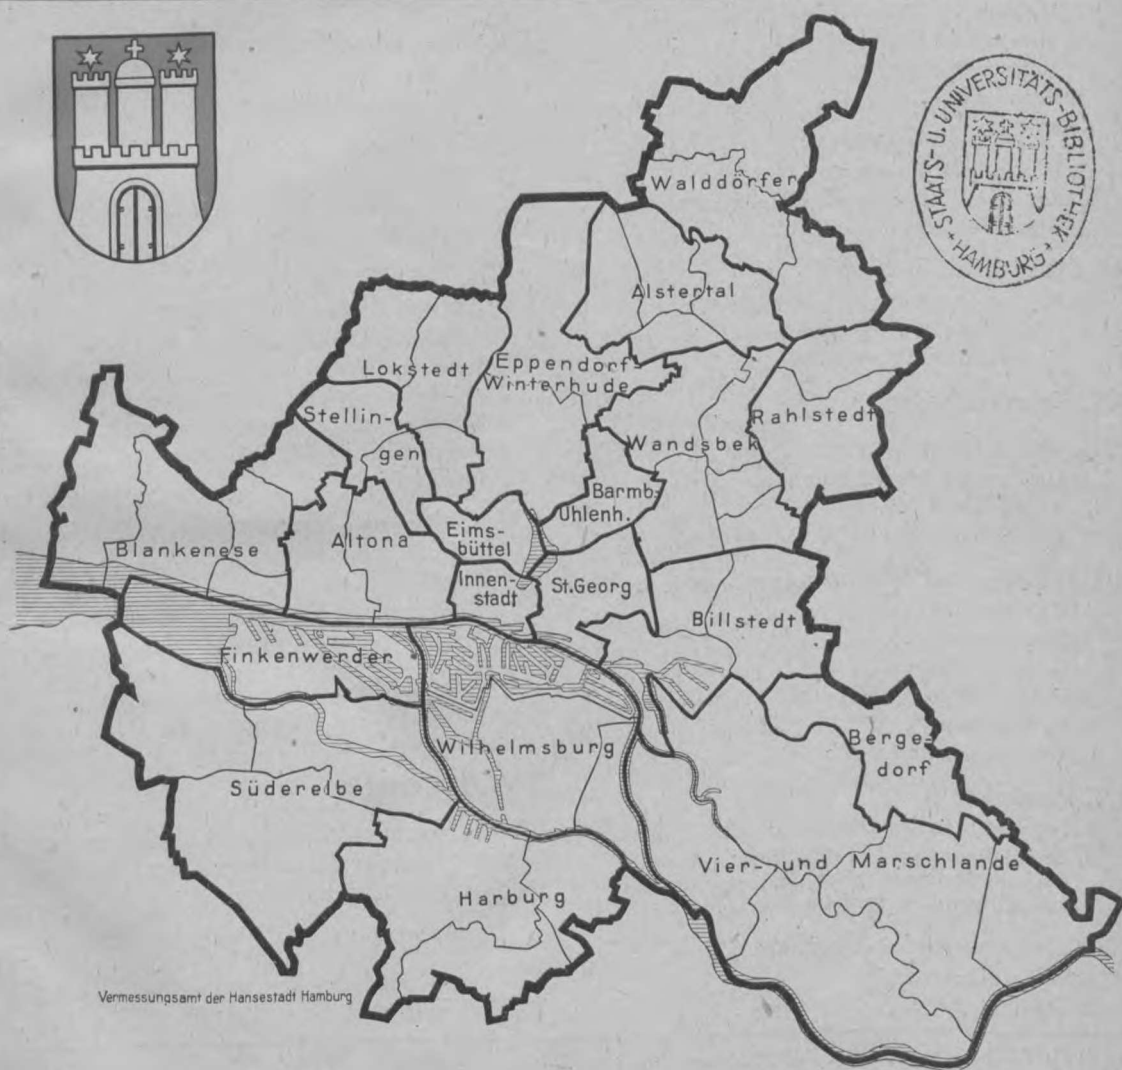 STAATS- U. UNIVERSITÄTS-BIBLIOTHEK
* HAMBURG *
Walddörfer
Alstertal
Lokstedt
Eppendorf-
Winterhude
Stellin-
gen
Rahlstedt
Wandsbek
Barmb.
Uhlenh.
Eims-
büttel
Blankenese
Altona
Innen-
stadt
St.Georg
Billstedt
Finkenwerder
Wilhelmsburg
Berge-
dorf
Süderelbe
Vier- und Marschlande
Harburg
Vermessungsamt der Hansestadt Hamburg